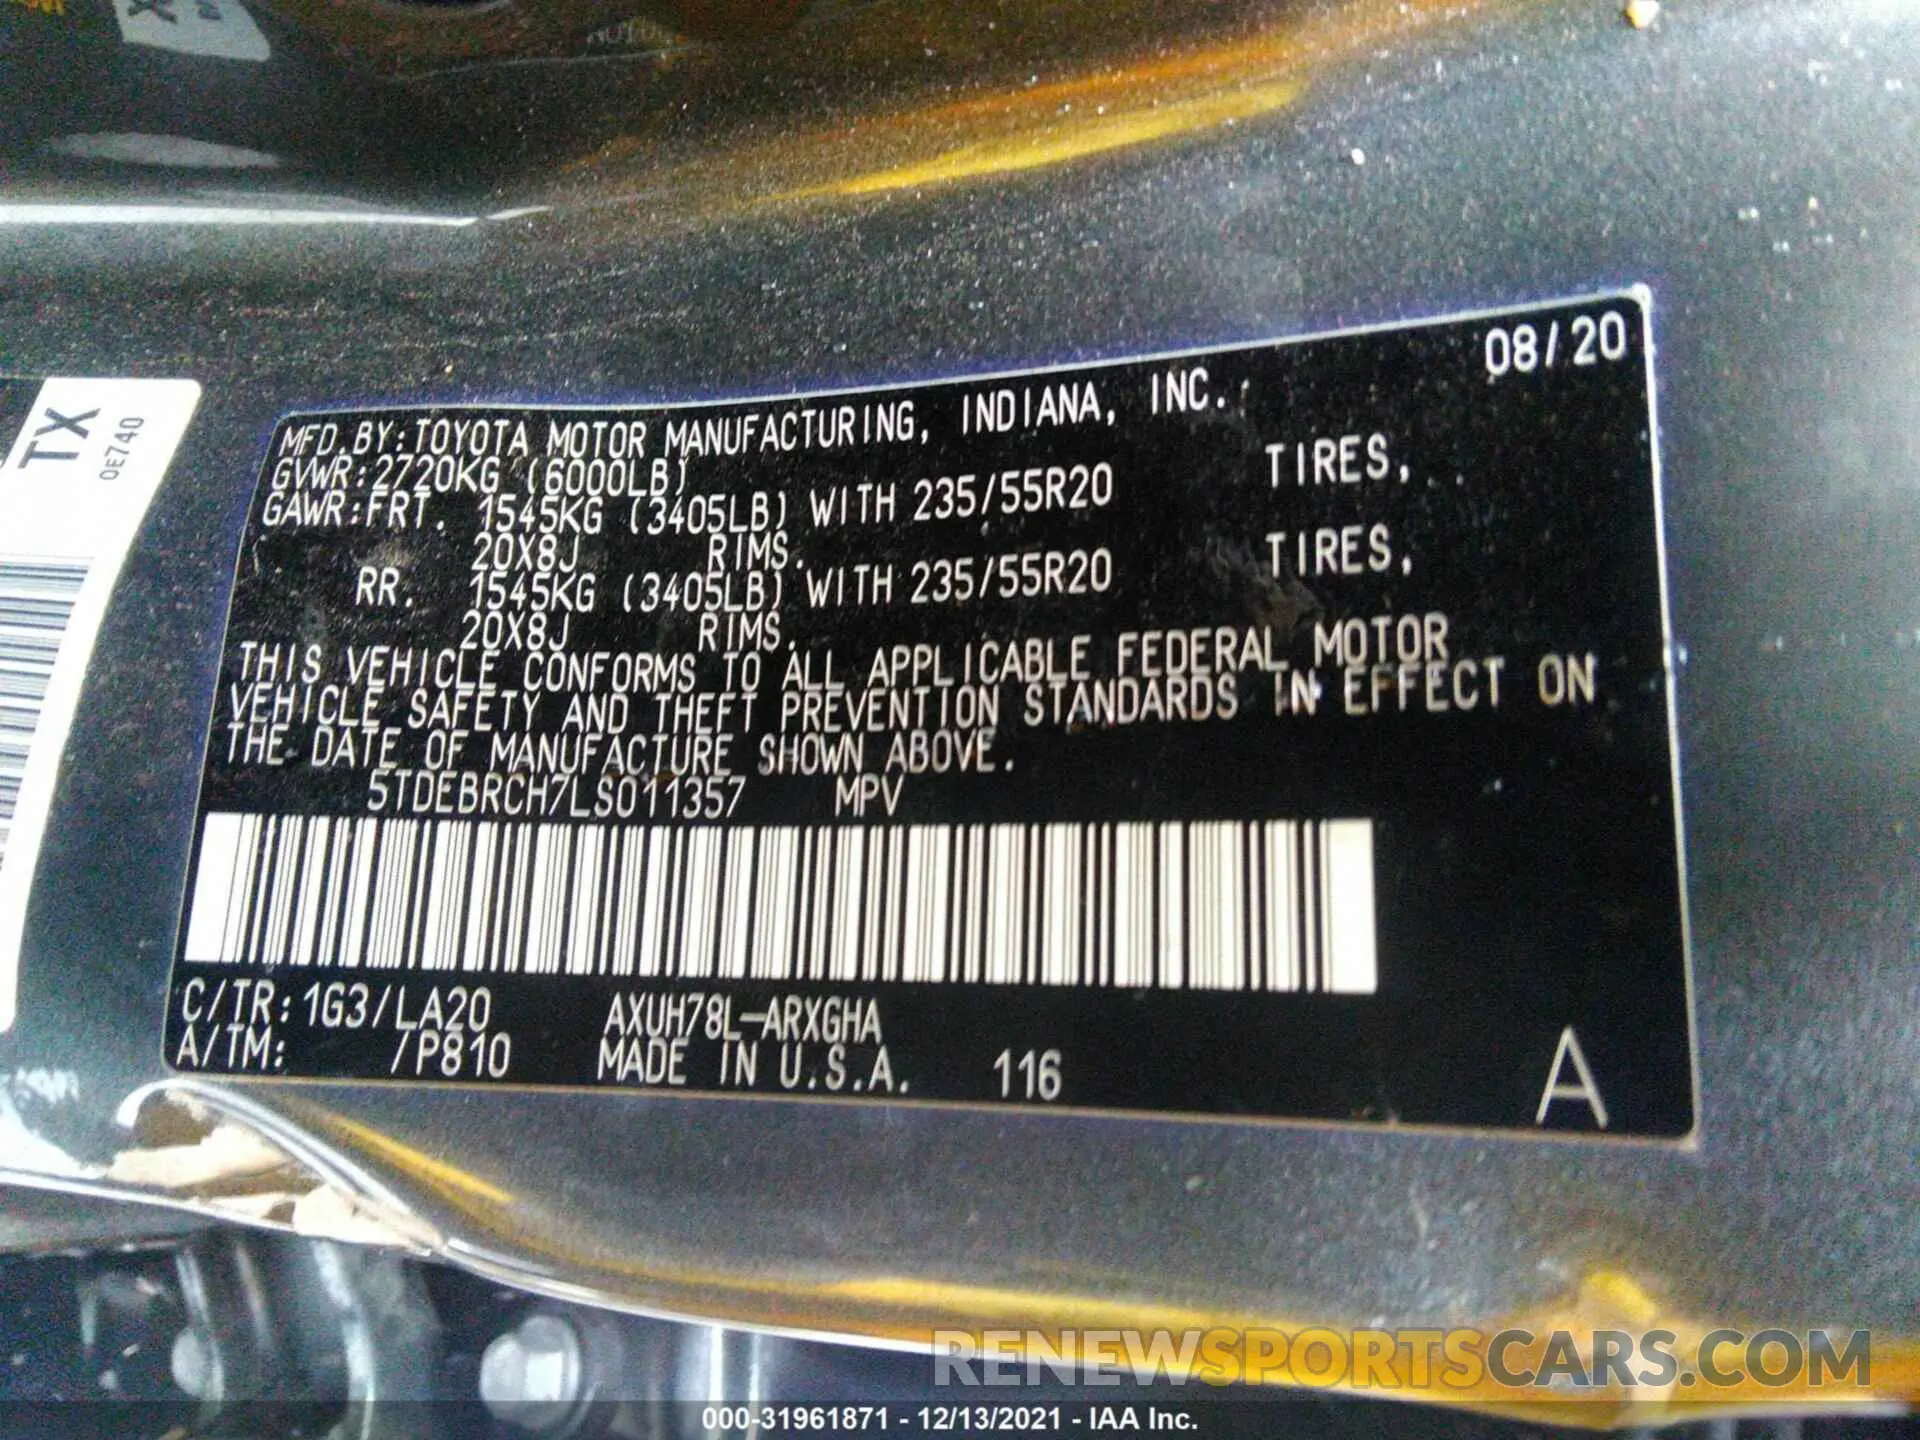 TX
0E740
08/20
MFD.BY:TOYOTA MOTOR MANUFACTURING, INDIANA, INC.
GVWR:2720KG (6000LB)
GAWR:FRT. 1545KG (3405LB) WITH 235/55R20 TIRES,
20X8J RIMS.
RR. 1545KG (3405LB) WITH 235/55R20 TIRES,
20X8J RIMS.
THIS VEHICLE CONFORMS TO ALL APPLICABLE FEDERAL MOTOR
VEHICLE SAFETY AND THEFT PREVENTION STANDARDS IN EFFECT ON
THE DATE OF MANUFACTURE SHOWN ABOVE.
5TDEBRCH7LS011357 MPV
C/TR:1G3/LA20 AXUH78L-ARXGHA
A/TM: /P810 MADE IN U.S.A. 116
A
RENEWSPORTSCARS.COM
000-31961871 - 12/13/2021 - IAA Inc.